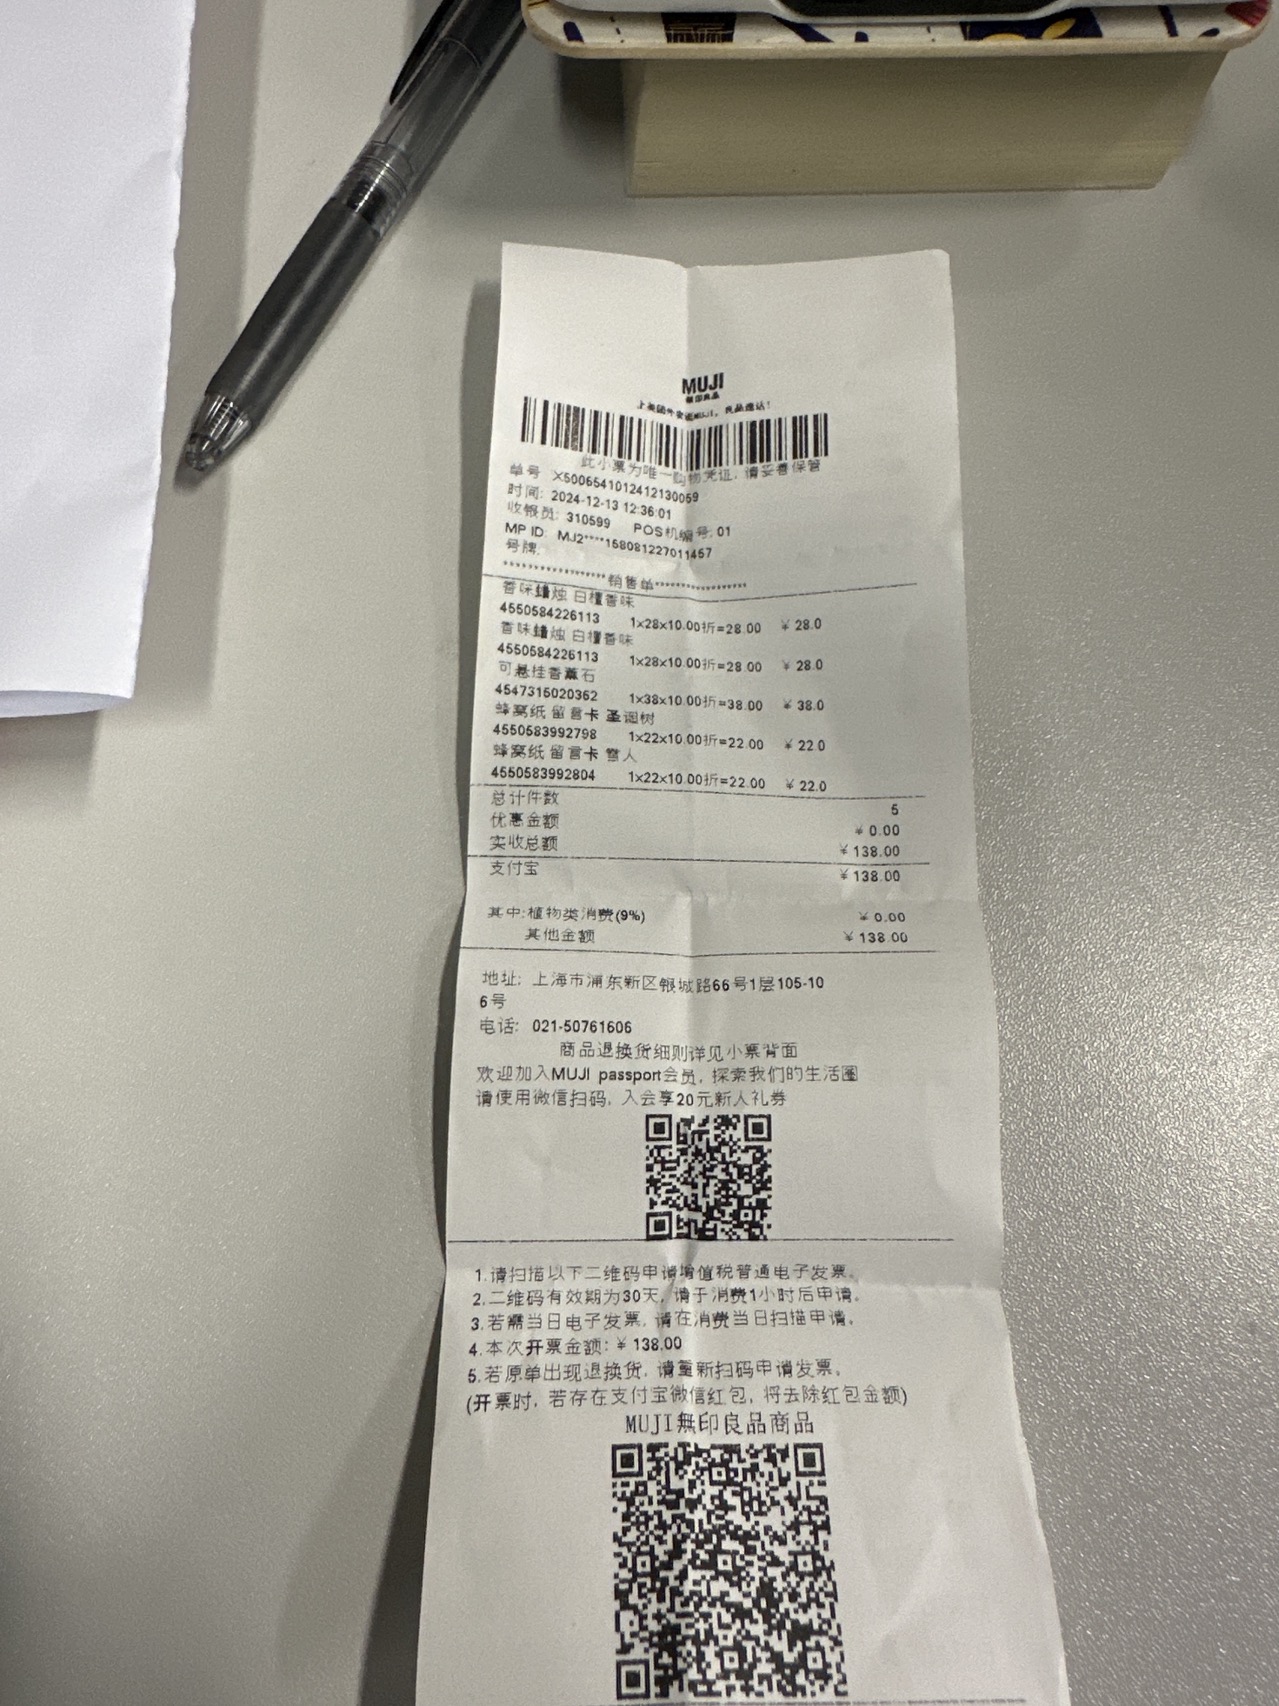 MUJI
無印良品
上美团外卖逛MUJI，良品速达！
此小票为唯一购物凭证，请妥善保管
单号 X5006541012412130059
时间: 2024-12-13 12:36:01
收银员: 310599 POS机编号: 01
MP ID: MJ2****158081227011457
号牌:
******************销售单****************
香味蜡烛 白檀香味
4550584226113 1x28x10.00折=28.00 ¥ 28.0
香味蜡烛 白檀香味
4550584226113 1x28x10.00折=28.00 ¥ 28.0
可悬挂香薰石
4547315020362 1x38x10.00折=38.00 ¥ 38.0
蜂窝纸 留言卡 圣诞树
4550583992798 1x22x10.00折=22.00 ¥ 22.0
蜂窝纸 留言卡 雪人
4550583992804 1x22x10.00折=22.00 ¥ 22.0
总计件数 5
优惠金额 ¥ 0.00
实收总额 ¥ 138.00
支付宝 ¥ 138.00
其中:植物类消费(9%) ¥ 0.00
其他金额 ¥ 138.00
地址: 上海市浦东新区银城路66号1层105-10
6号
电话: 021-50761606
商品退换货细则详见小票背面
欢迎加入MUJI passport会员，探索我们的生活圈
请使用微信扫码，入会享20元新人礼券
1.请扫描以下二维码申请增值税普通电子发票。
2.二维码有效期为30天，请于消费1小时后申请。
3.若需当日电子发票，请在消费当日扫描申请。
4.本次开票金额: ¥ 138.00
5.若原单出现退换货，请重新扫码申请发票。
(开票时，若存在支付宝微信红包，将去除红包金额)
MUJI無印良品商品